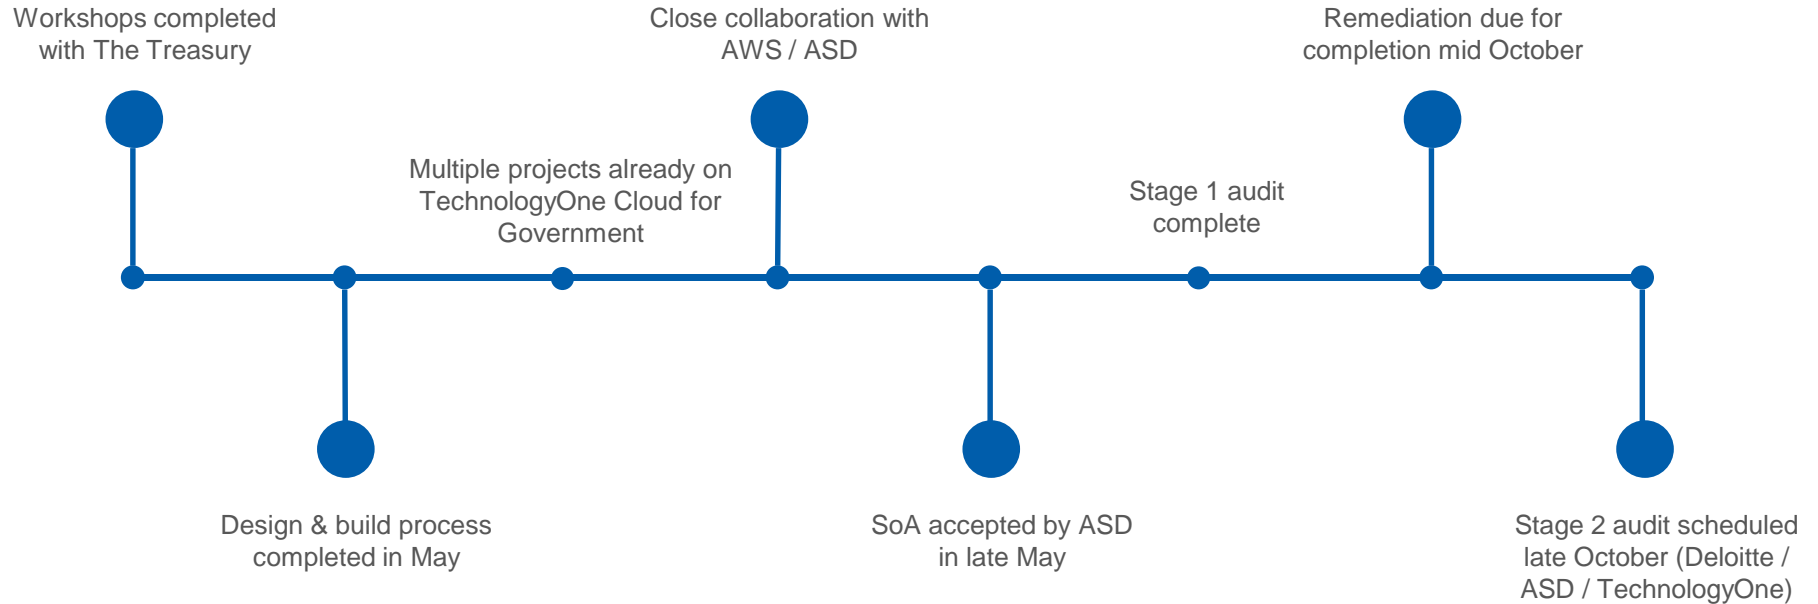 Workshops completed
with The Treasury
Close collaboration with
AWS / ASD
Remediation due for
completion mid October
Multiple projects already on
TechnologyOne Cloud for
Government
Stage 1 audit
complete
Design & build process
completed in May
SoA accepted by ASD
in late May
Stage 2 audit scheduled
late October (Deloitte /
ASD / TechnologyOne)